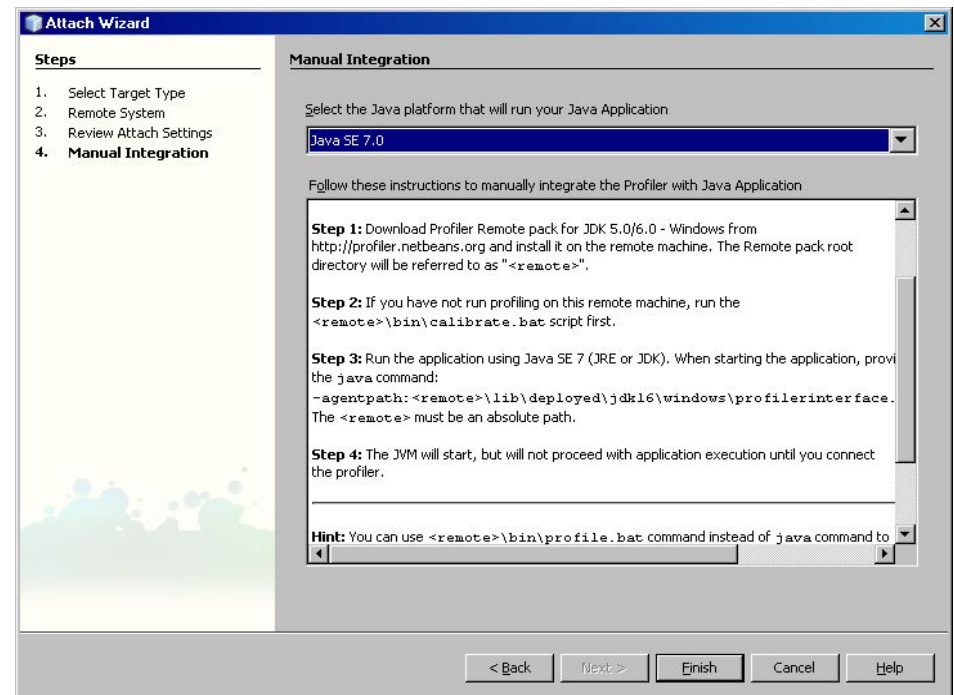 Attach Wizard
Steps
1. Select Target Type
2. Remote System
3. Review Attach Settings
4. Manual Integration
Manual Integration
Select the Java platform that will run your Java Application
Java SE 7.0
Follow these instructions to manually integrate the Profiler with Java Application
Step 1: Download Profiler Remote pack for JDK 5.0/6.0 - Windows from
http://profiler.netbeans.org and install it on the remote machine. The Remote pack root
directory will be referred to as "<remote>".
Step 2: If you have not run profiling on this remote machine, run the
<remote>\bin\calibrate.bat script first.
Step 3: Run the application using Java SE 7 (JRE or JDK). When starting the application, provi
the java command:
-agentpath:<remote>\lib\deployed\jdk16\windows\profilerinterface.
The <remote> must be an absolute path.
Step 4: The JVM will start, but will not proceed with application execution until you connect
the profiler.
Hint: You can use <remote>\bin\profile.bat command instead of java command to
< Back Next > Finish Cancel Help